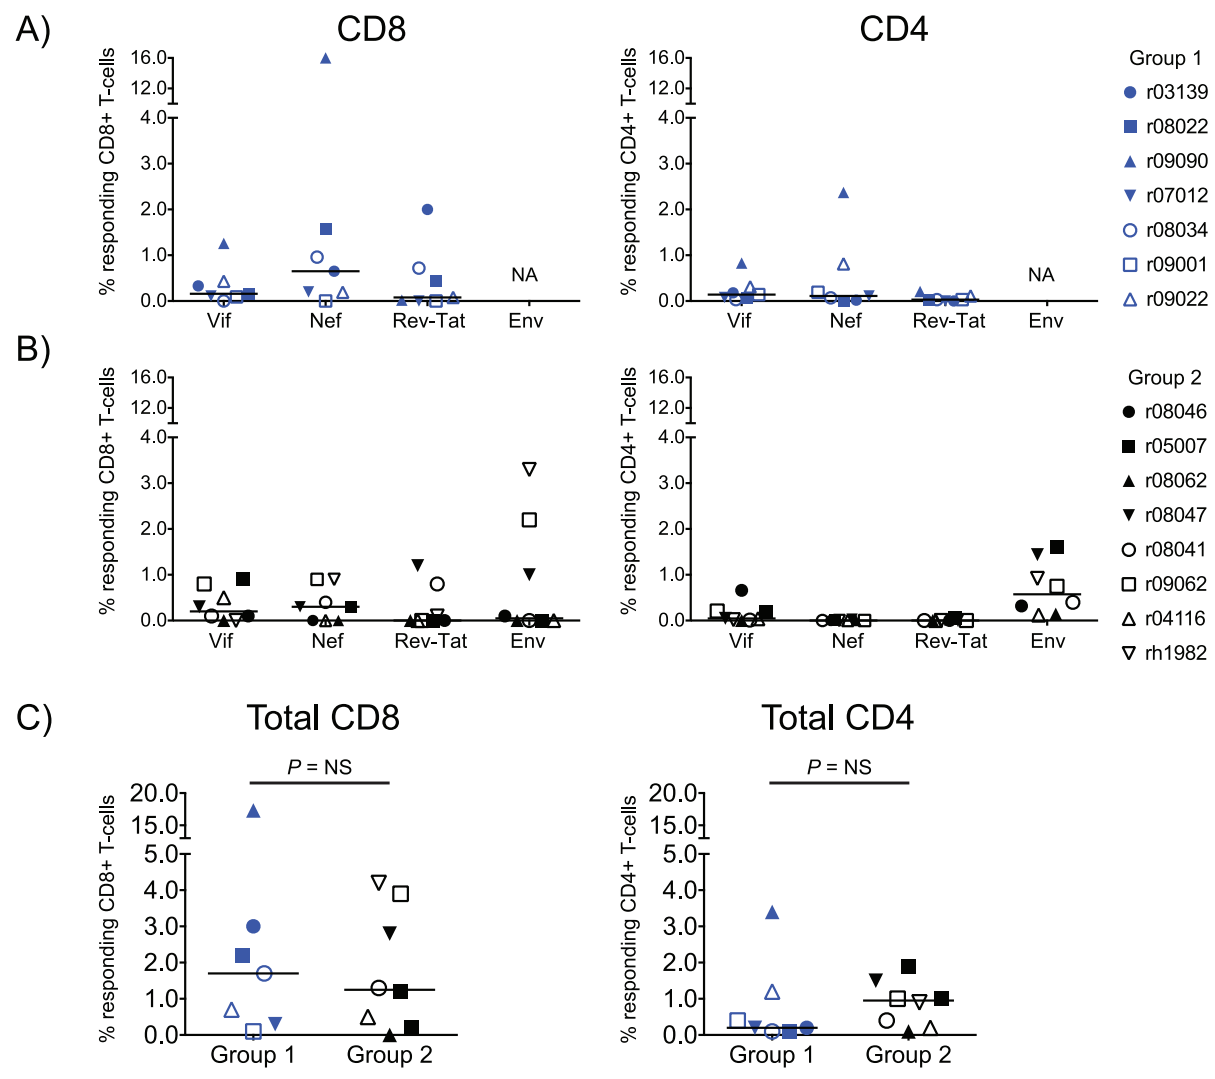 A)
CD8
CD4
% responding CD8+ T-cells
16.0
12.0
4.0
3.0
2.0
1.0
0.0
NA
Vif
Nef
Rev-Tat
Env
% responding CD4+ T-cells
16.0
12.0
4.0
3.0
2.0
1.0
0.0
NA
Vif
Nef
Rev-Tat
Env
Group 1
r03139
r08022
r09090
r07012
r08034
r09001
r09022
B)
% responding CD8+ T-cells
16.0
12.0
4.0
3.0
2.0
1.0
0.0
Vif
Nef
Rev-Tat
Env
% responding CD4+ T-cells
16.0
12.0
4.0
3.0
2.0
1.0
0.0
Vif
Nef
Rev-Tat
Env
Group 2
r08046
r05007
r08062
r08047
r08041
r09062
r04116
rh1982
C)
Total CD8
P = NS
% responding CD8+ T-cells
20.0
15.0
5.0
4.0
3.0
2.0
1.0
0.0
Group 1
Group 2
Total CD4
P = NS
% responding CD4+ T-cells
20.0
15.0
5.0
4.0
3.0
2.0
1.0
0.0
Group 1
Group 2